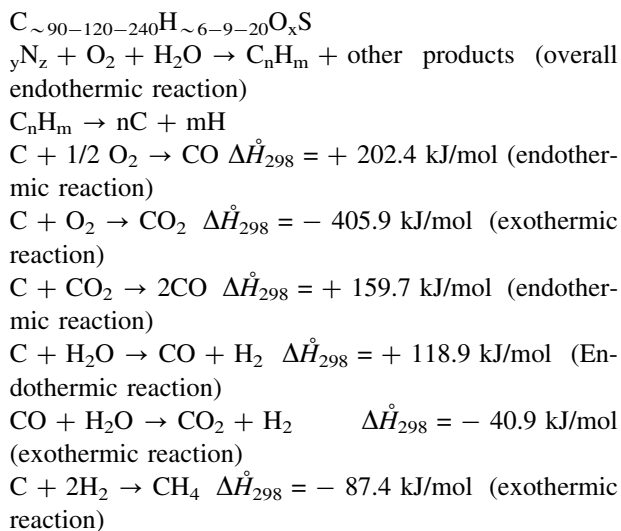 C∼90−120−240H∼6−9−20OxS
yNz + O2 + H2O → CnHm + other products (overall
endothermic reaction)
CnHm → nC + mH
C + 1/2 O2 → CO ΔH̊298 = + 202.4 kJ/mol (endother-
mic reaction)
C + O2 → CO2 ΔH̊298 = − 405.9 kJ/mol (exothermic
reaction)
C + CO2 → 2CO ΔH̊298 = + 159.7 kJ/mol (endother-
mic reaction)
C + H2O → CO + H2 ΔH̊298 = + 118.9 kJ/mol (En-
dothermic reaction)
CO + H2O → CO2 + H2 ΔH̊298 = − 40.9 kJ/mol
(exothermic reaction)
C + 2H2 → CH4 ΔH̊298 = − 87.4 kJ/mol (exothermic
reaction)